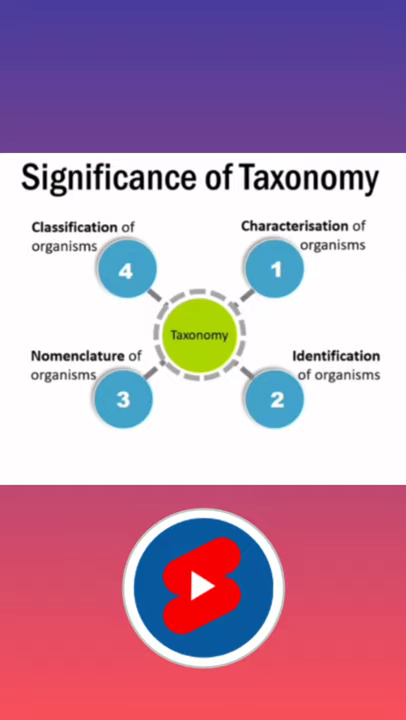 Significance of Taxonomy
Classification of
organisms
4
Characterisation of
organisms
1
Taxonomy
Nomenclature of
organisms
3
Identification
of organisms
2